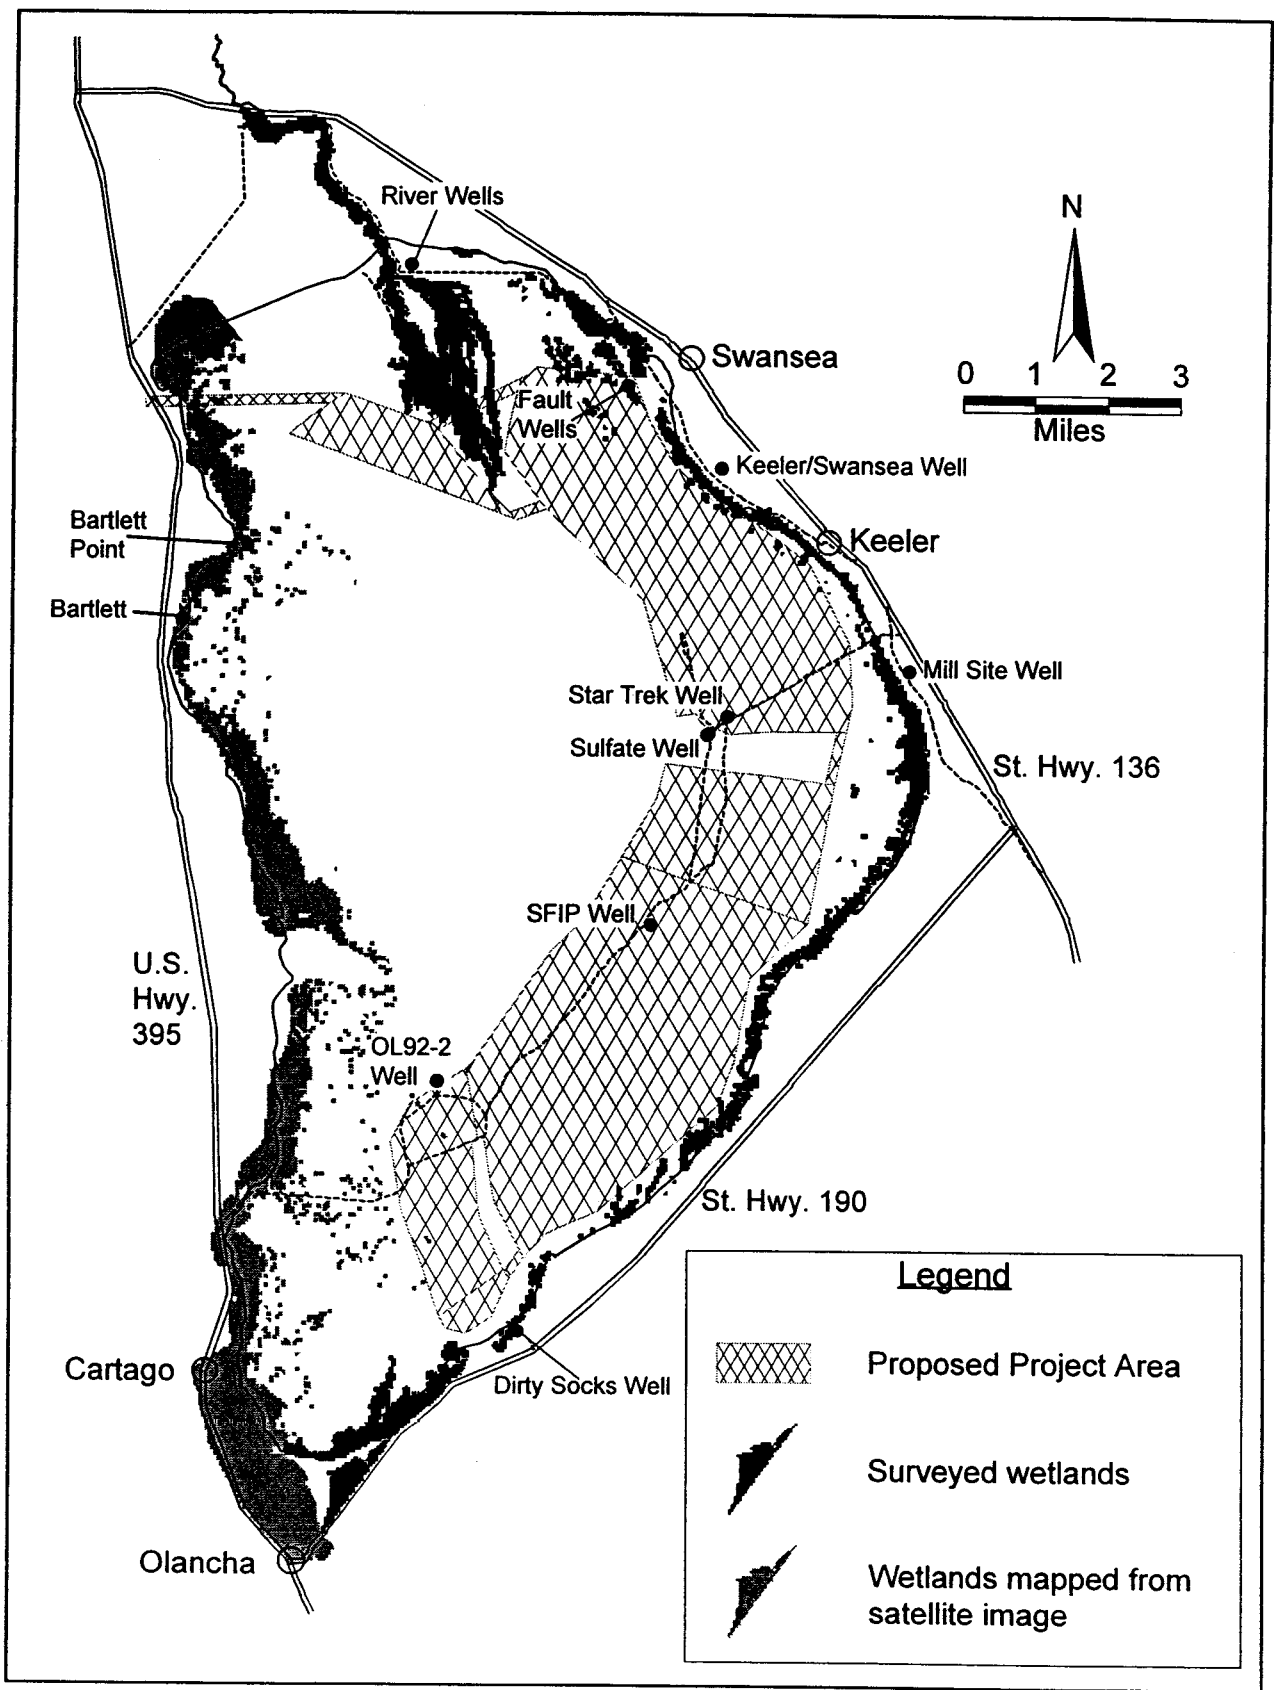 River Wells
N
Swansea
0 1 2 3
Miles
Fault
Wells
Keeler/Swansea Well
Bartlett
Point
Keeler
Bartlett
Mill Site Well
Star Trek Well
Sulfate Well
St. Hwy. 136
SFIP Well
U.S.
Hwy.
395
OL92-2
Well
St. Hwy. 190
Legend
Proposed Project Area
Cartago
Dirty Socks Well
Surveyed wetlands
Olancha
Wetlands mapped from
satellite image